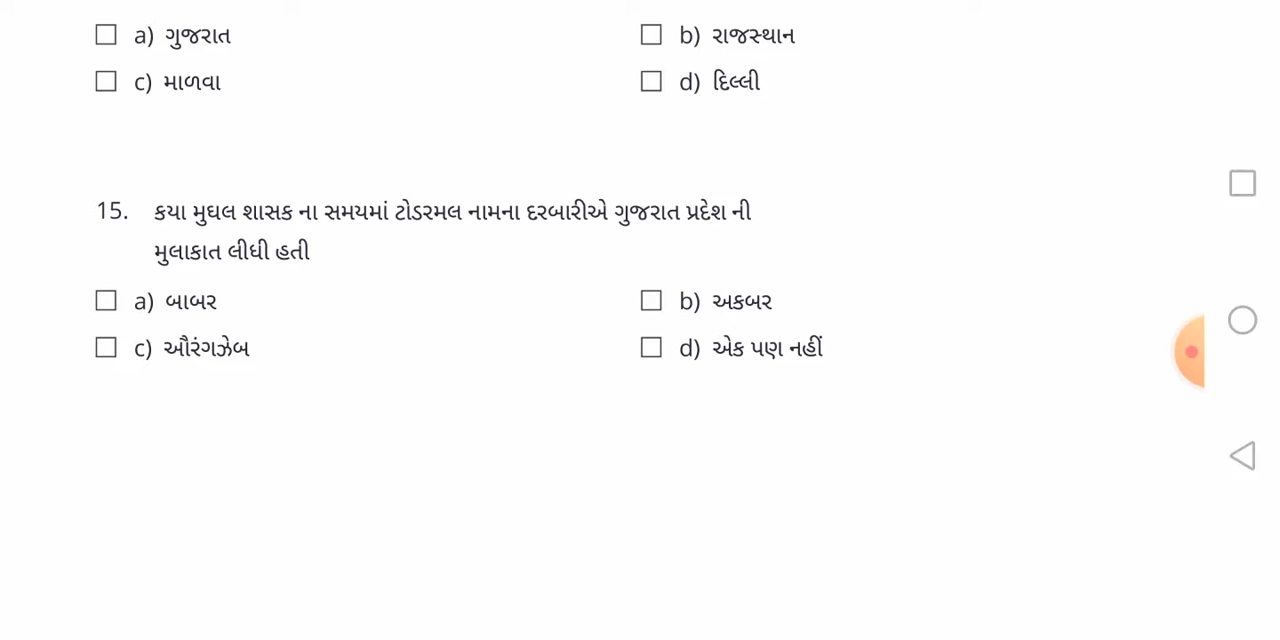 a) ગુજરાત b) રાજસ્થાન
c) માળવા d) દિલ્લી
15. કયા મુઘલ શાસક ના સમયમાં ટોડરમલ નામના દરબારીએ ગુજરાત પ્રદેશ ની
મુલાકાત લીધી હતી
a) બાબર b) અકબર
c) ઔરંગઝેબ d) એક પણ નહીં